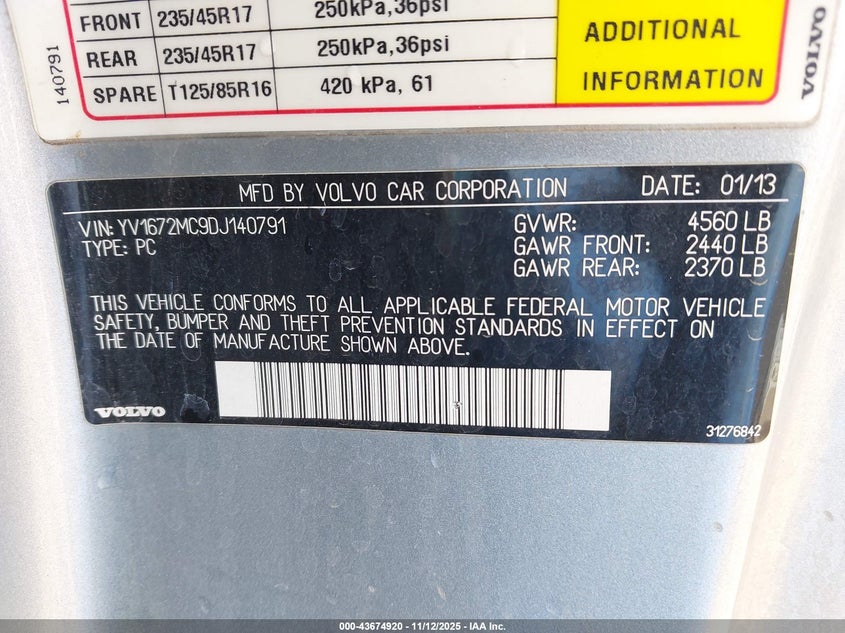 FRONT 235/45R17 250kPa,36psi
REAR 235/45R17 250kPa,36psi
SPARE T125/85R16 420 kPa, 61
ADDITIONAL
INFORMATION
140791
VOLVO
MFD BY VOLVO CAR CORPORATION DATE: 01/13
VIN: YV1672MC9DJ140791 GVWR: 4560 LB
TYPE: PC GAWR FRONT: 2440 LB
GAWR REAR: 2370 LB
THIS VEHICLE CONFORMS TO ALL APPLICABLE FEDERAL MOTOR VEHICLE
SAFETY, BUMPER AND THEFT PREVENTION STANDARDS IN EFFECT ON
THE DATE OF MANUFACTURE SHOWN ABOVE.
VOLVO
31276842
000-43674920 - 11/12/2025 - IAA Inc.